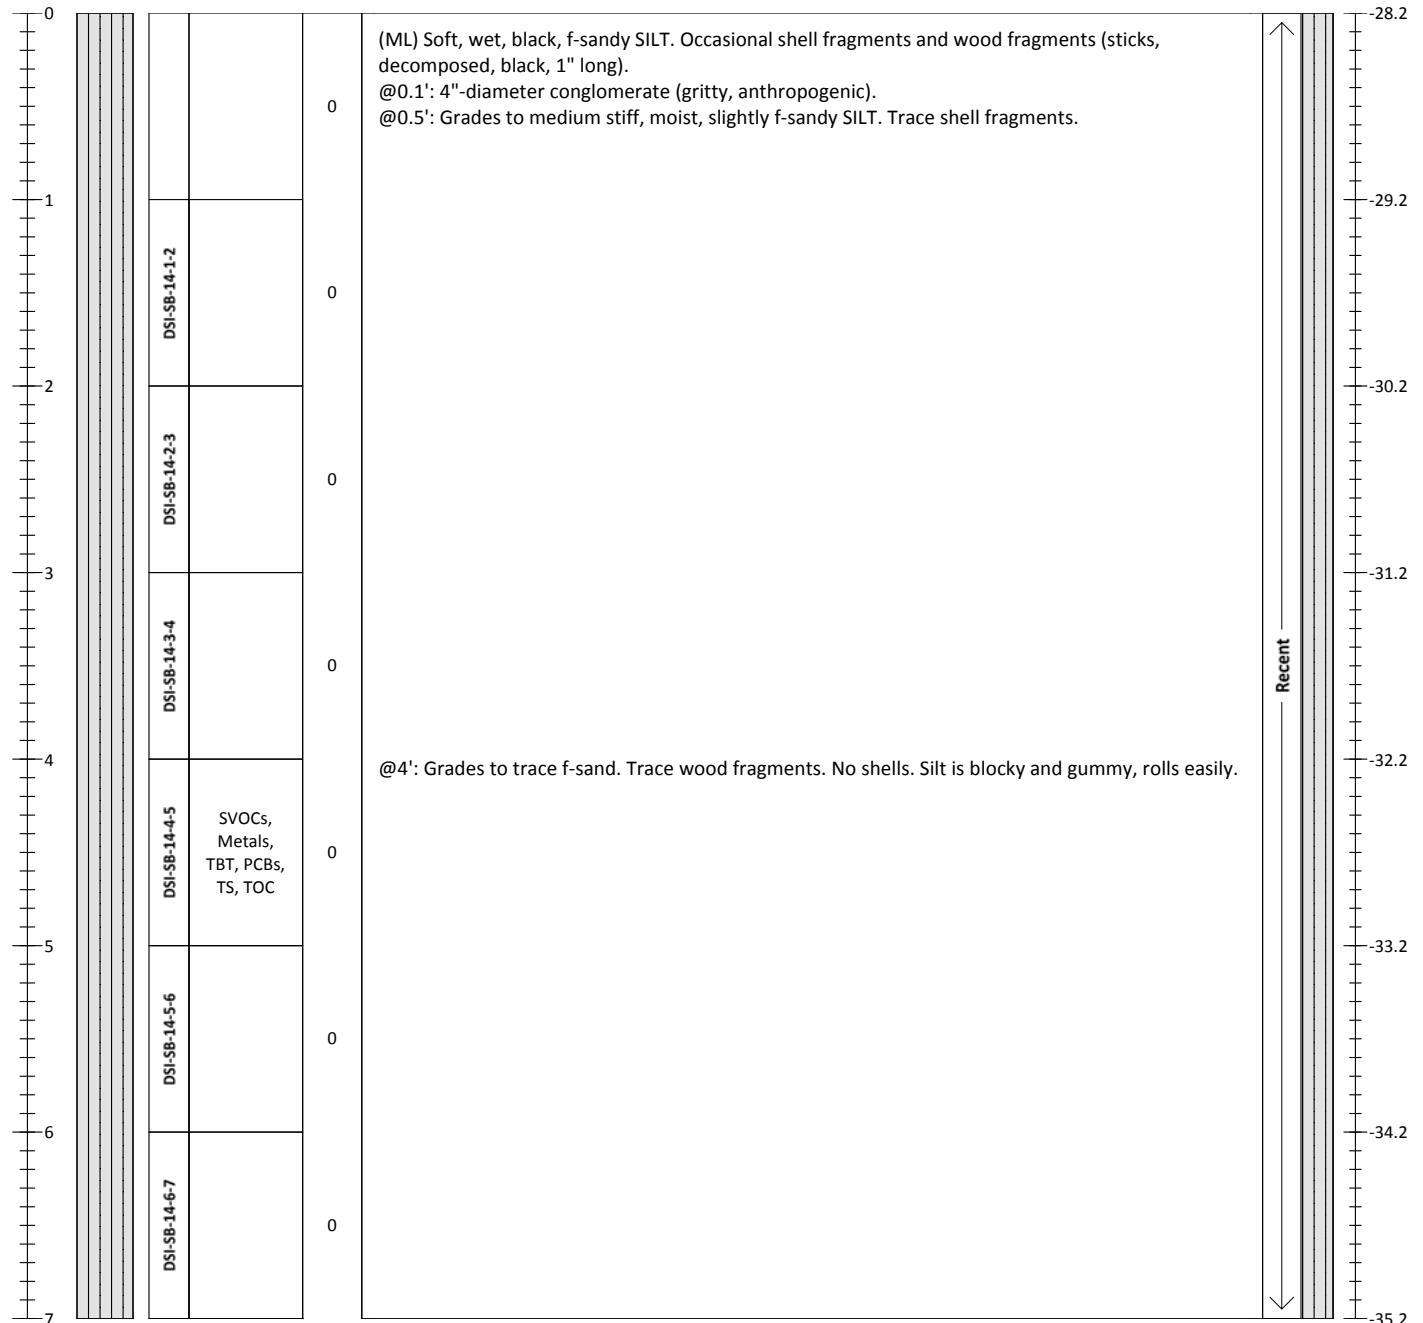 0
-28.2
(ML) Soft, wet, black, f-sandy SILT. Occasional shell fragments and wood fragments (sticks,
decomposed, black, 1" long).
@0.1': 4"-diameter conglomerate (gritty, anthropogenic).
0
@0.5': Grades to medium stiff, moist, slightly f-sandy SILT. Trace shell fragments.
1
-29.2
DSI-SB-14-1-2
0
2
-30.2
DSI-SB-14-2-3
0
3
-31.2
DSI-SB-14-3-4
0
Recent
4
@4': Grades to trace f-sand. Trace wood fragments. No shells. Silt is blocky and gummy, rolls easily.
-32.2
DSI-SB-14-4-5
SVOCs,
Metals,
TBT, PCBs,
TS, TOC
0
5
-33.2
DSI-SB-14-5-6
0
6
-34.2
DSI-SB-14-6-7
0
7
-35.2